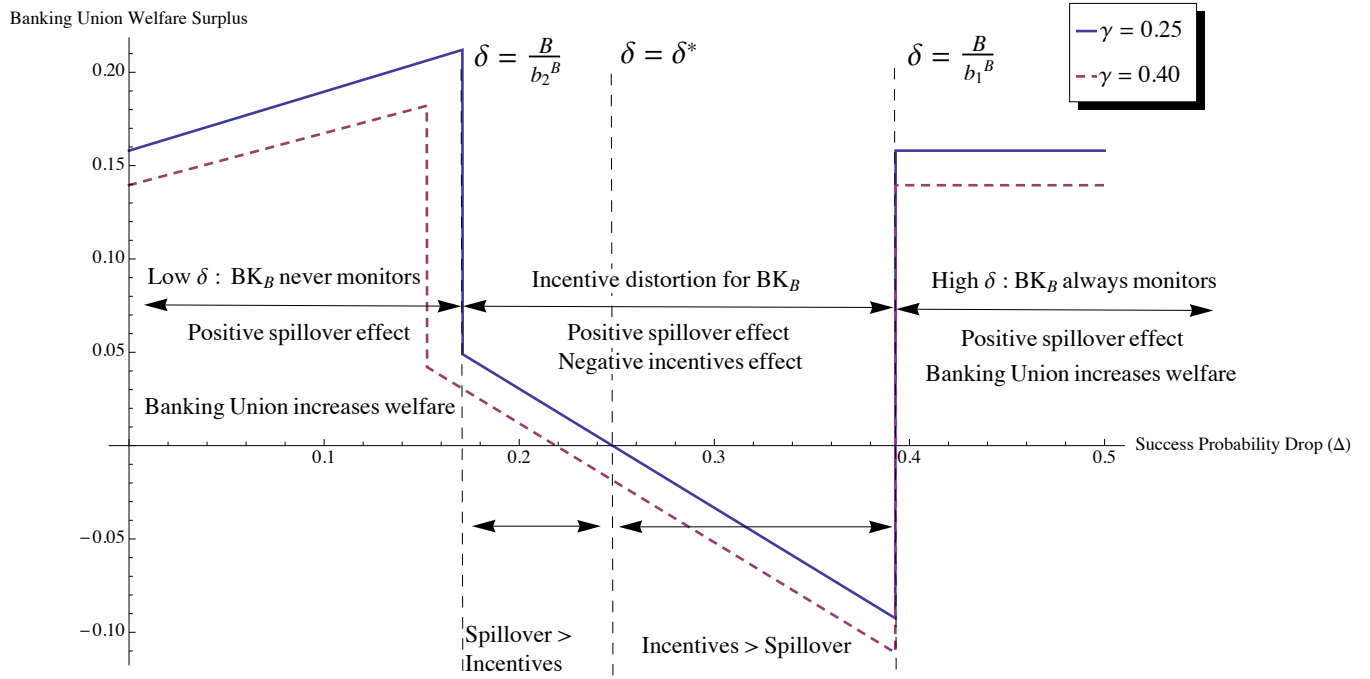 Banking Union Welfare Surplus
γ = 0.25
γ = 0.40
δ = B/b₂ᴮ
δ = δ*
δ = B/b₁ᴮ
0.20
0.15
0.10
0.05
−0.05
−0.10
Low δ : BK_B never monitors
Positive spillover effect
Banking Union increases welfare
Incentive distortion for BK_B
Positive spillover effect
Negative incentives effect
High δ : BK_B always monitors
Positive spillover effect
Banking Union increases welfare
0.1
0.2
0.3
0.4
0.5
Success Probability Drop (Δ)
Spillover >
Incentives
Incentives > Spillover